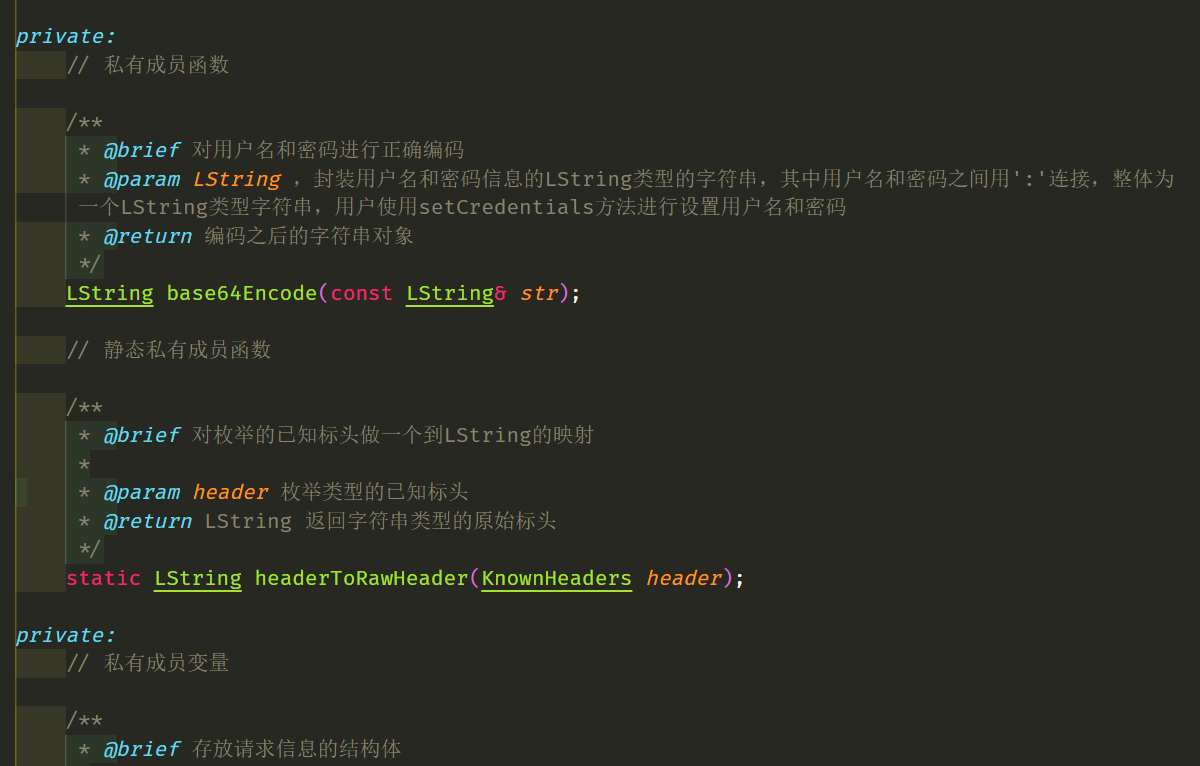 private:
// 私有成员函数
/**
* @brief 对用户名和密码进行正确编码
* @param LString ，封装用户名和密码信息的LString类型的字符串，其中用户名和密码之间用':'连接，整体为
一个LString类型字符串，用户使用setCredentials方法进行设置用户名和密码
* @return 编码之后的字符串对象
*/
LString base64Encode(const LString& str);
// 静态私有成员函数
/**
* @brief 对枚举的已知标头做一个到LString的映射
*
* @param header 枚举类型的已知标头
* @return LString 返回字符串类型的原始标头
*/
static LString headerToRawHeader(KnownHeaders header);
private:
// 私有成员变量
/**
* @brief 存放请求信息的结构体